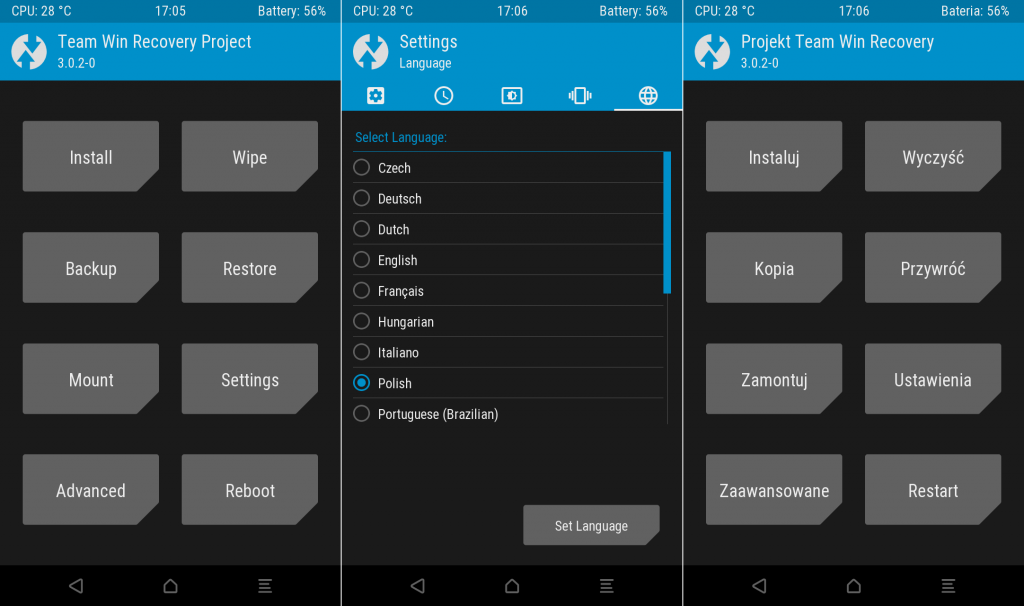 CPU: 28 °C 17:05 Battery: 56%
Team Win Recovery Project
3.0.2-0
Install Wipe
Backup Restore
Mount Settings
Advanced Reboot
CPU: 28 °C 17:06 Battery: 56%
Settings
Language
Select Language:
Czech
Deutsch
Dutch
English
Français
Hungarian
Italiano
Polish
Portuguese (Brazilian)
Set Language
CPU: 28 °C 17:06 Bateria: 56%
Projekt Team Win Recovery
3.0.2-0
Instaluj Wyczyść
Kopia Przywróć
Zamontuj Ustawienia
Zaawansowane Restart